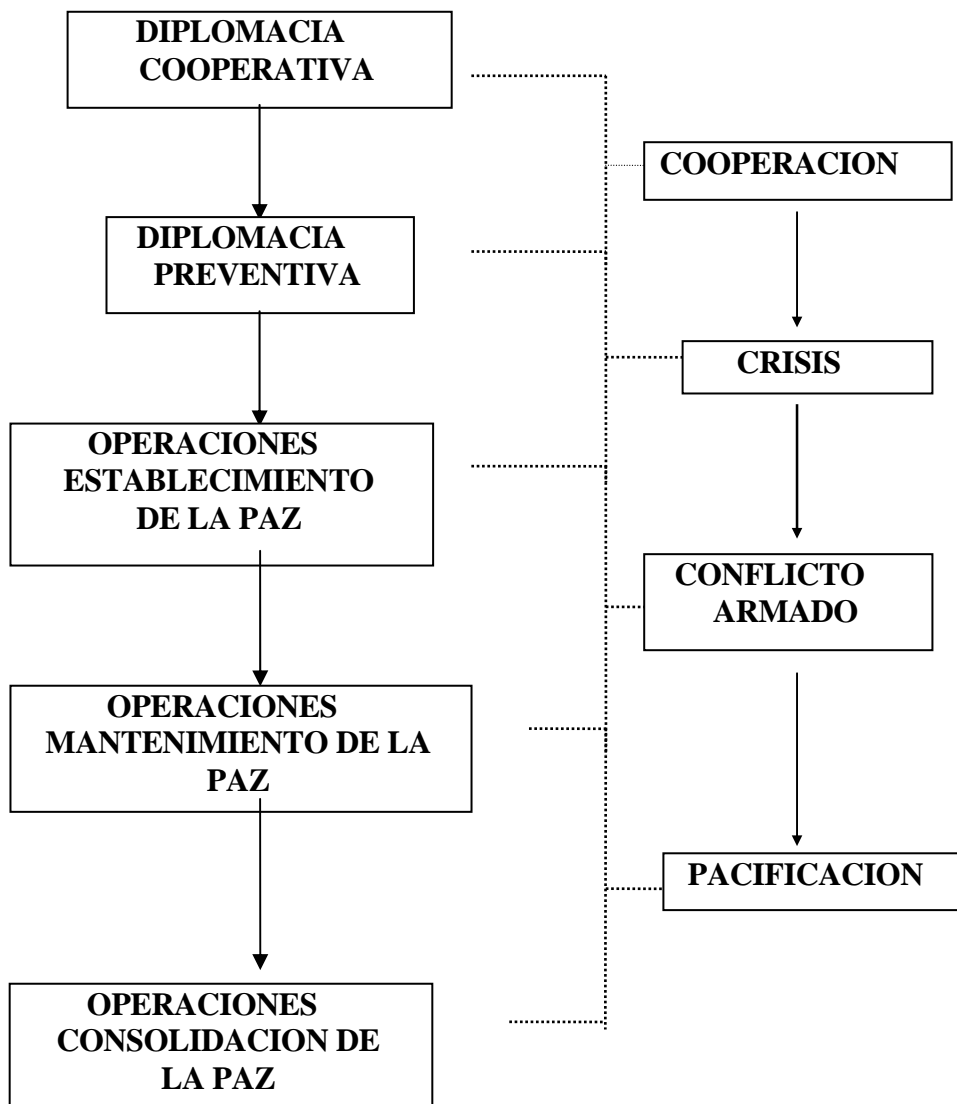 DIPLOMACIA
COOPERATIVA
COOPERACION
DIPLOMACIA
PREVENTIVA
CRISIS
OPERACIONES
ESTABLECIMIENTO
DE LA PAZ
CONFLICTO
ARMADO
OPERACIONES
MANTENIMIENTO DE LA
PAZ
PACIFICACION
OPERACIONES
CONSOLIDACION DE
LA PAZ